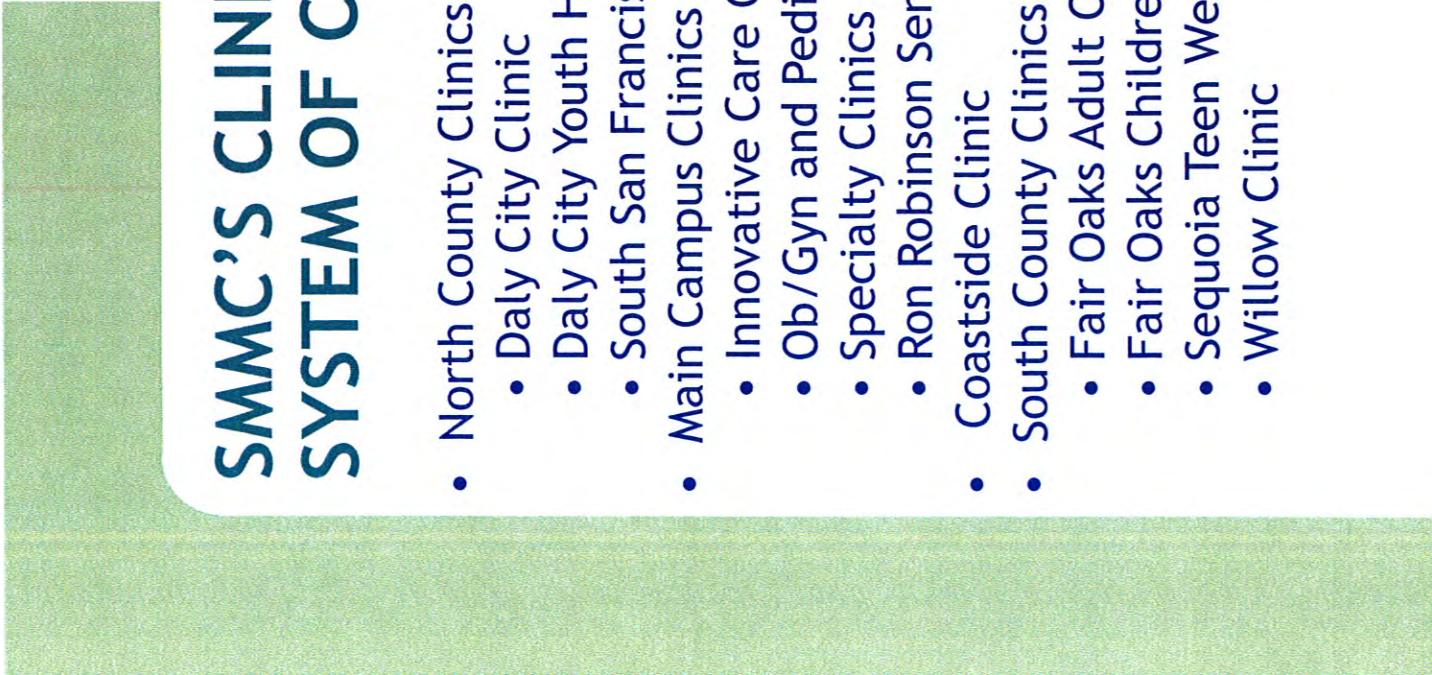 SMMC'S CLIN
SYSTEM OF C
• North County Clinics
• Daly City Clinic
• Daly City Youth H
• South San Francis
• Main Campus Clinics
• Innovative Care
• Ob/Gyn and Pedi
• Specialty Clinics
• Ron Robinson Sen
• Coastside Clinic
• South County Clinics
• Fair Oaks Adult C
• Fair Oaks Childre
• Sequoia Teen We
• Willow Clinic